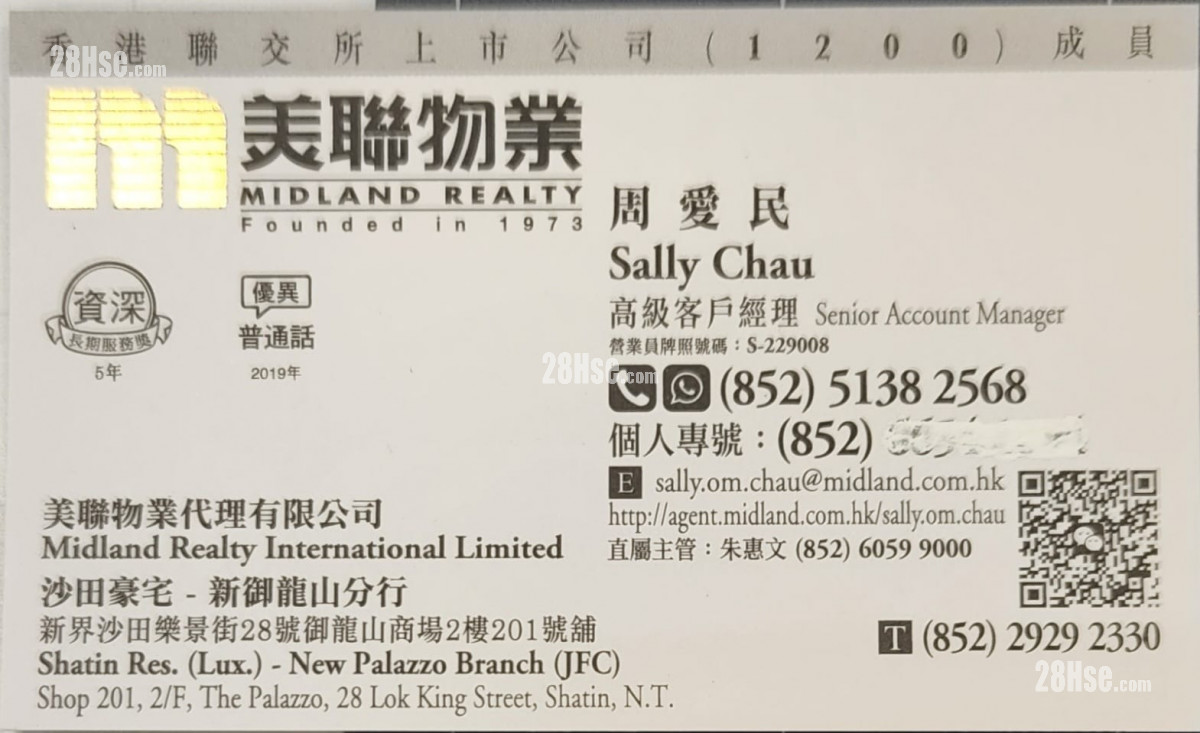 香港聯交所上市公司(1200)成員
28Hse.com
美聯物業
MIDLAND REALTY
Founded in 1973
周愛民
Sally Chau
高級客戶經理 Senior Account Manager
營業員牌照號碼：S-229008
資深
長期服務獎
5年
優異
普通話
2019年
28Hse.com
(852) 5138 2568
個人專號：(852)
E sally.om.chau@midland.com.hk
http://agent.midland.com.hk/sally.om.chau
直屬主管：朱惠文 (852) 6059 9000
美聯物業代理有限公司
Midland Realty International Limited
沙田豪宅 - 新御龍山分行
新界沙田樂景街28號御龍山商場2樓201號舖
Shatin Res. (Lux.) - New Palazzo Branch (JFC)
Shop 201, 2/F, The Palazzo, 28 Lok King Street, Shatin, N.T.
T (852) 2929 2330
28Hse.com